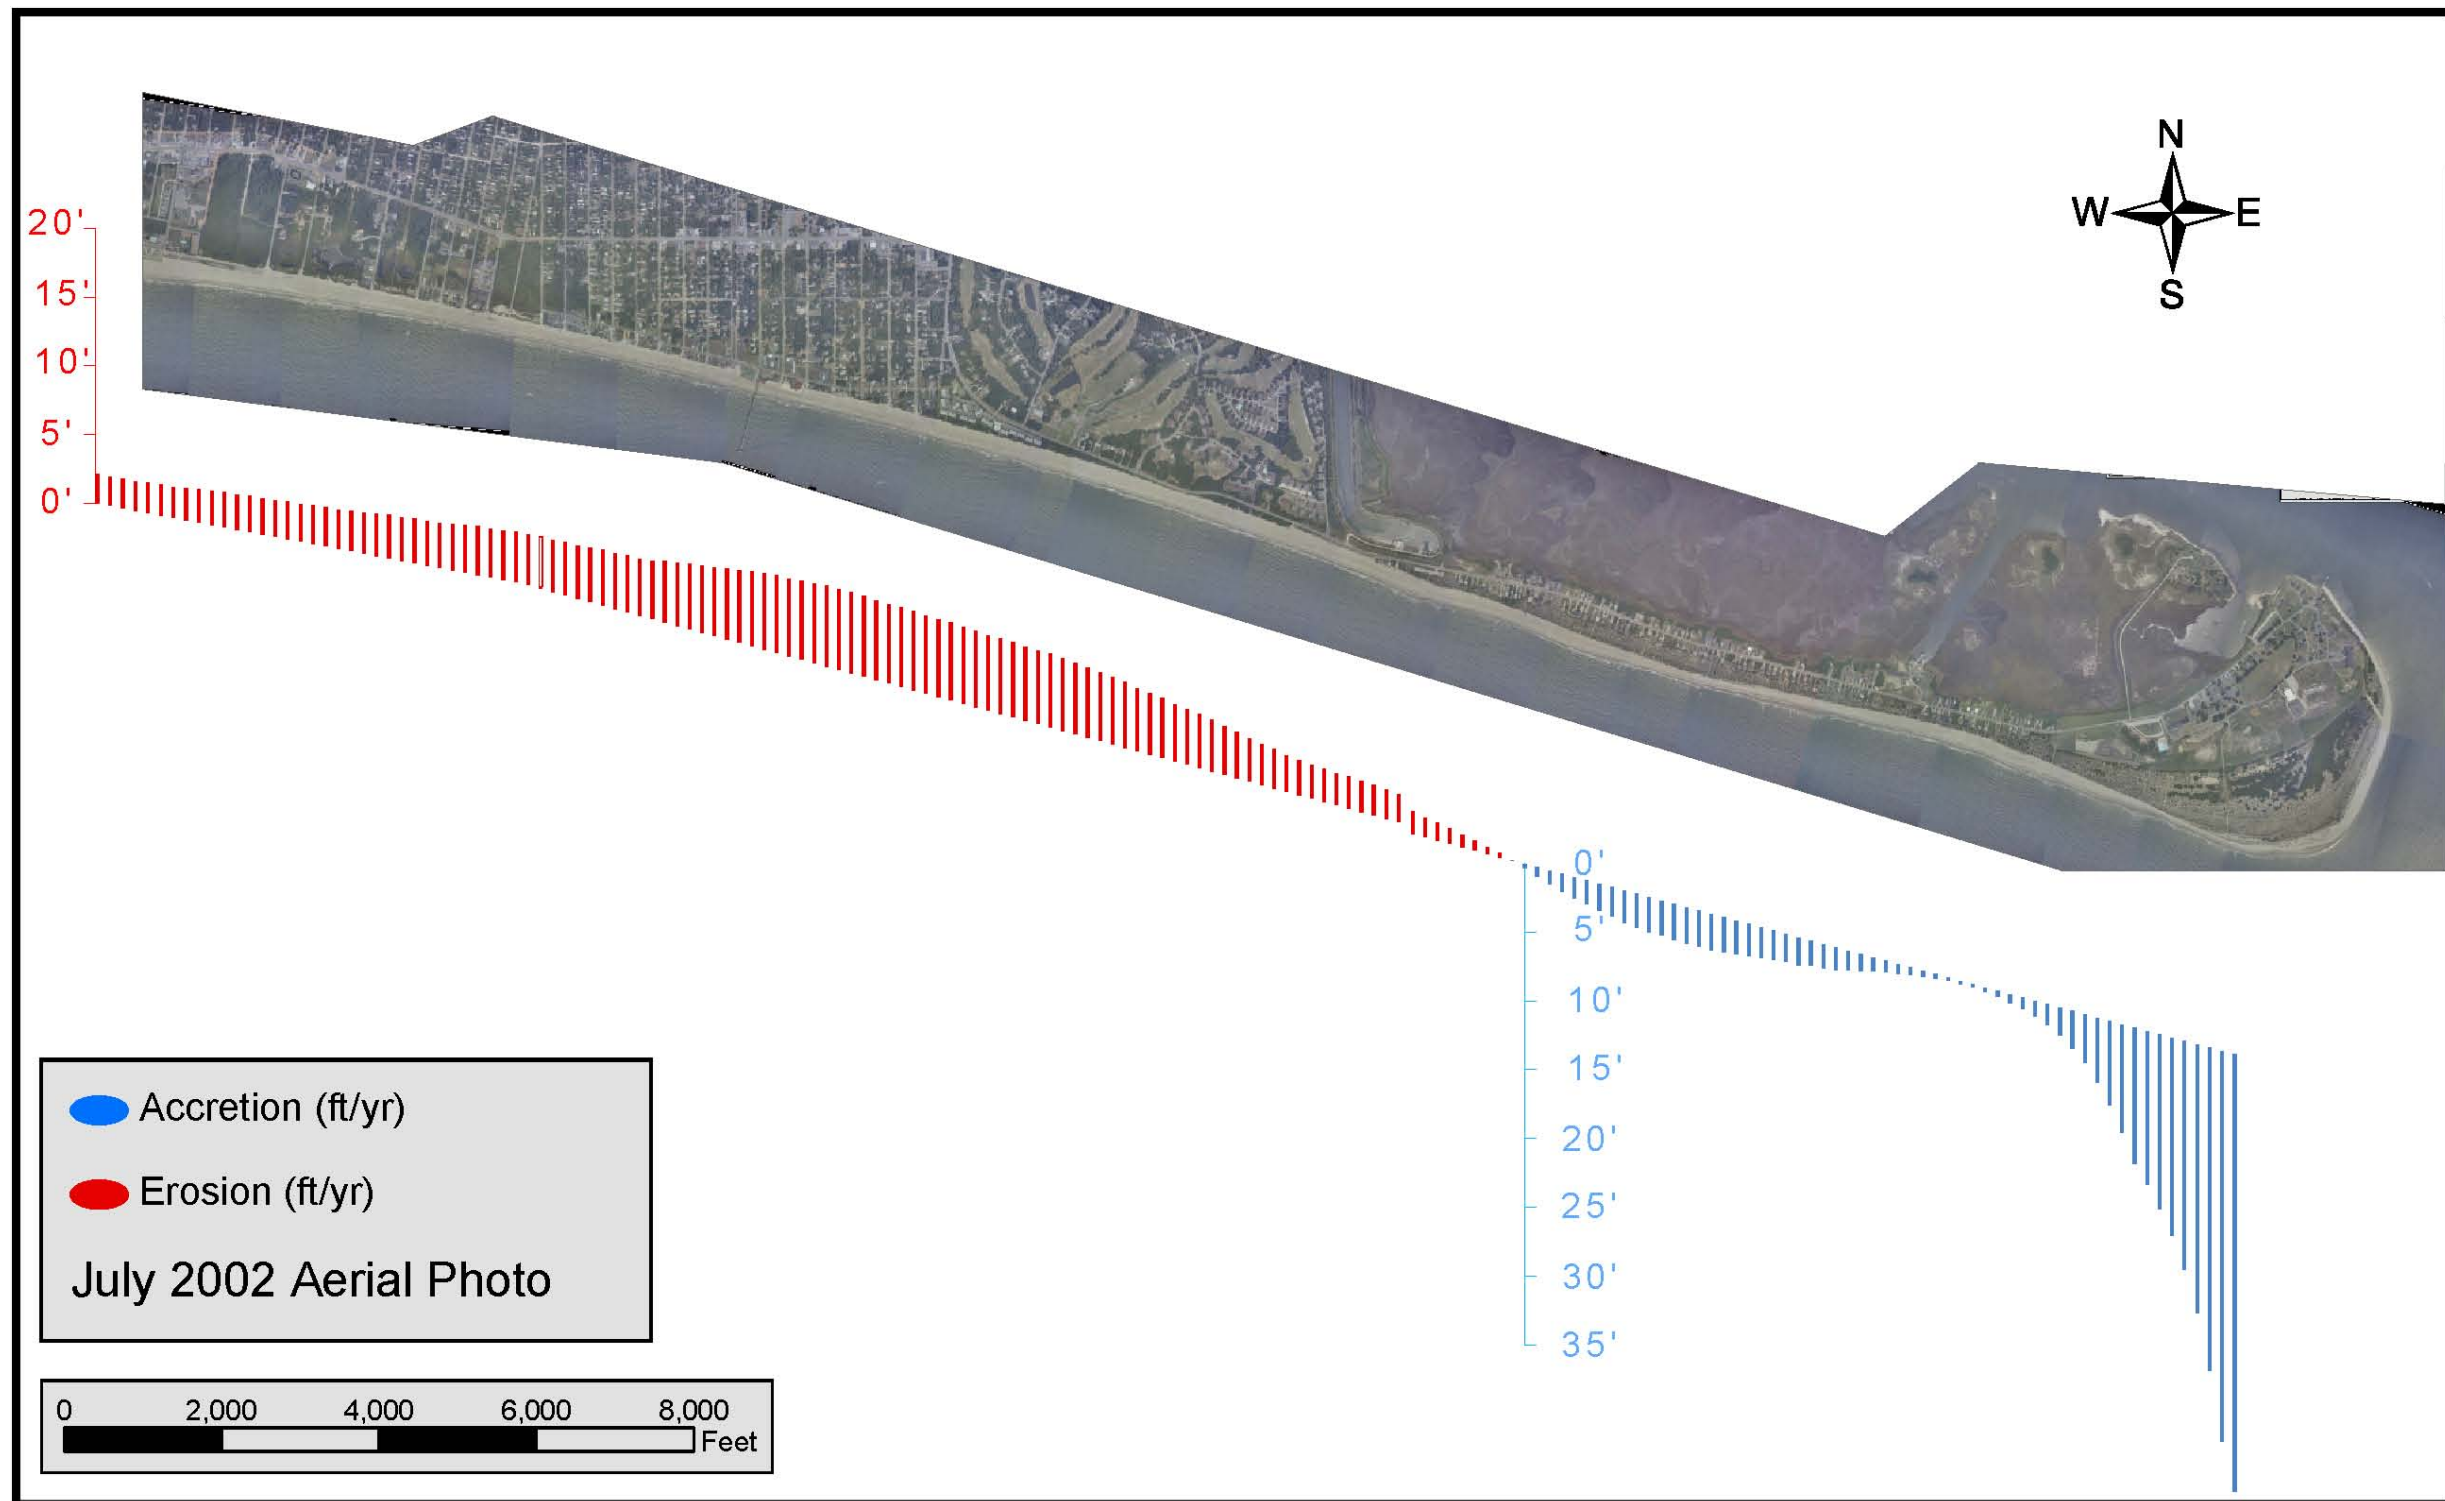 N
W E
S
20'
15'
10'
5'
0'
0'
5'
10'
15'
20'
25'
30'
35'
Accretion (ft/yr)
Erosion (ft/yr)
July 2002 Aerial Photo
0 2,000 4,000 6,000 8,000
Feet